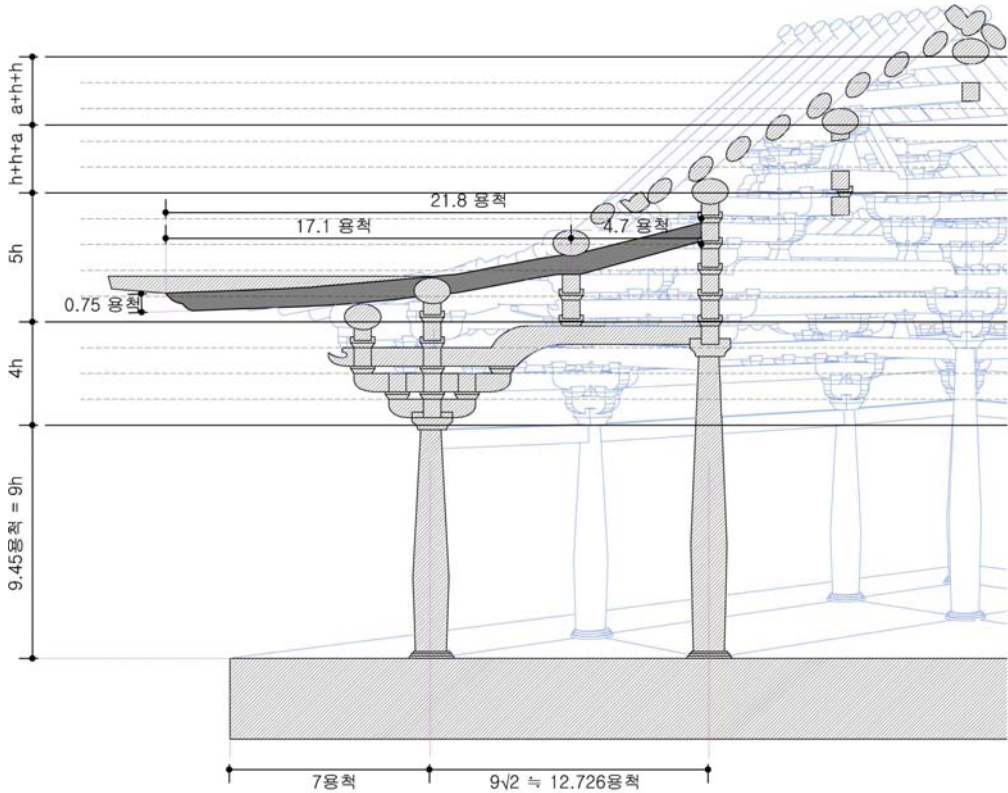 a+h+h
h+h+a
21.8 용척
17.1 용척
4.7 용척
5h
0.75 용척
4h
9.45용척 = 9h
7용척
9√2 ≒ 12.726용척